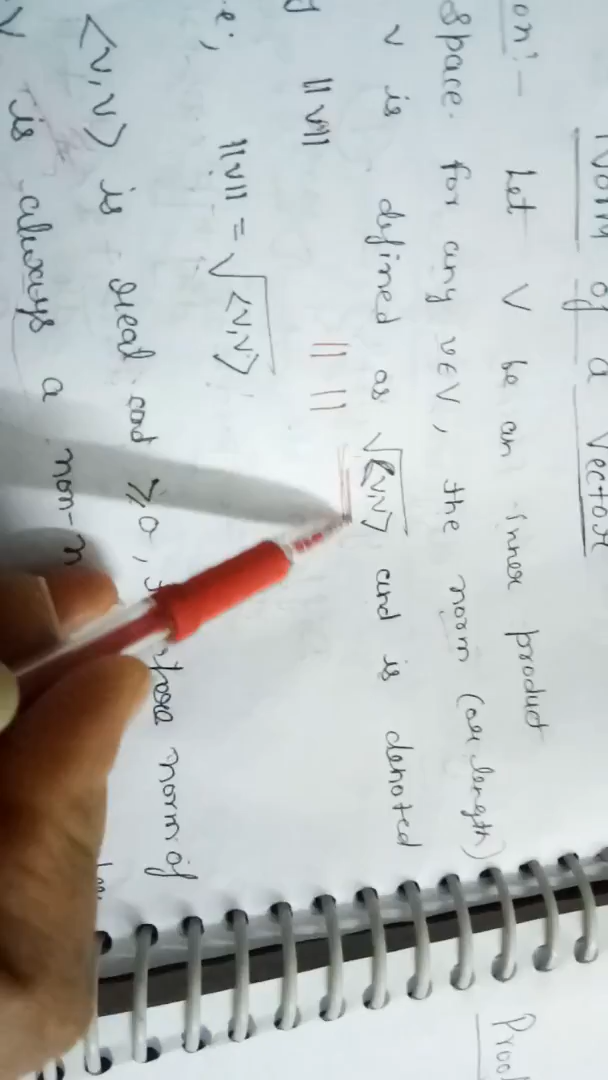 Norm of a Vector
on:- Let V be an inner product
space. for any v∈V, the norm (or length)
v is defined as √<v,v> and is denoted
||v|| || ||
e; ||v|| = √<v,v>
<v,v> is real and ≥0, norm of
V is always a non-n
Proof